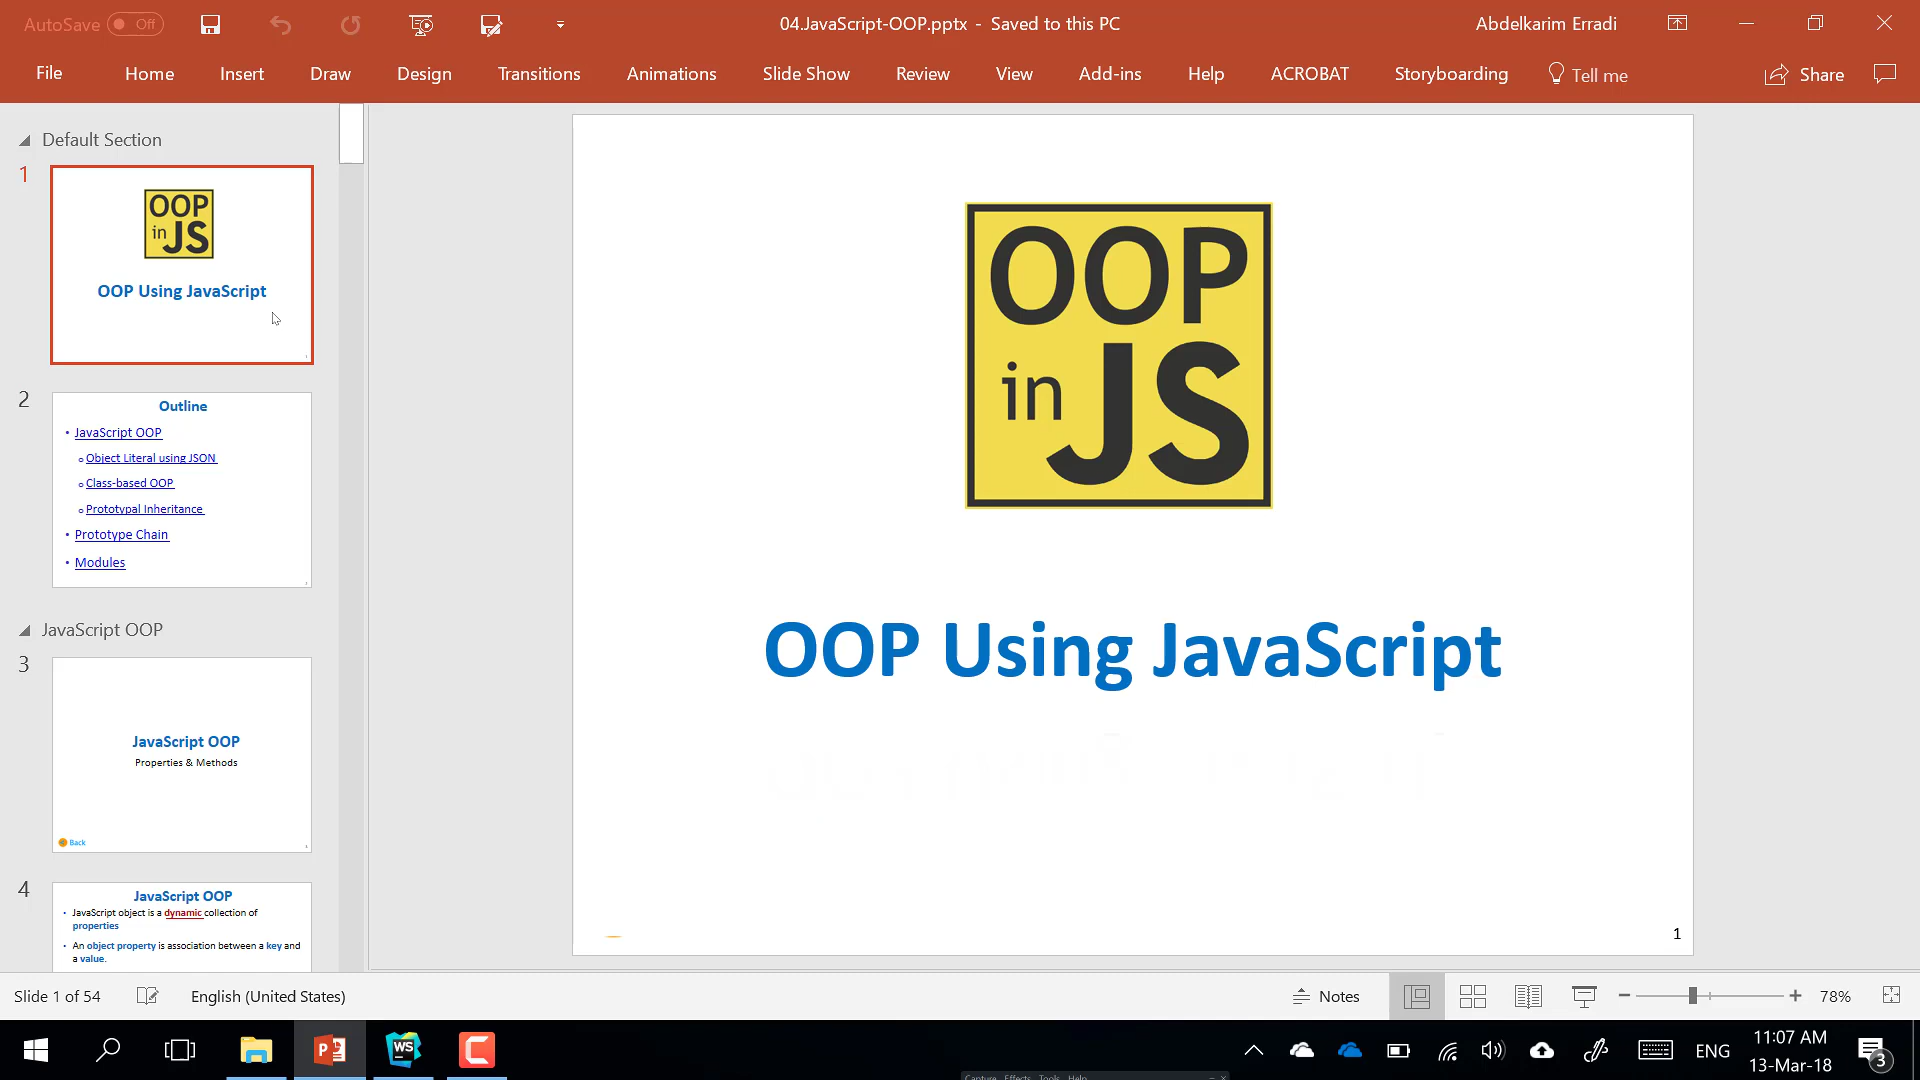 AutoSave Off
04.JavaScript-OOP.pptx - Saved to this PC
Abdelkarim Erradi
File Home Insert Draw Design Transitions Animations Slide Show Review View Add-ins Help ACROBAT Storyboarding Tell me Share
Default Section
1
OOP
in JS
OOP Using JavaScript
2
Outline
• JavaScript OOP
o Object Literal using JSON
o Class-based OOP
o Prototypal Inheritance
• Prototype Chain
• Modules
JavaScript OOP
3
JavaScript OOP
Properties & Methods
Back
4
JavaScript OOP
• JavaScript object is a dynamic collection of
properties
• An object property is association between a key and
a value.
OOP
in JS
OOP Using JavaScript
1
Slide 1 of 54
English (United States)
Notes
78%
WS
ENG
11:07 AM
13-Mar-18
3
Capture Effects Tools Help